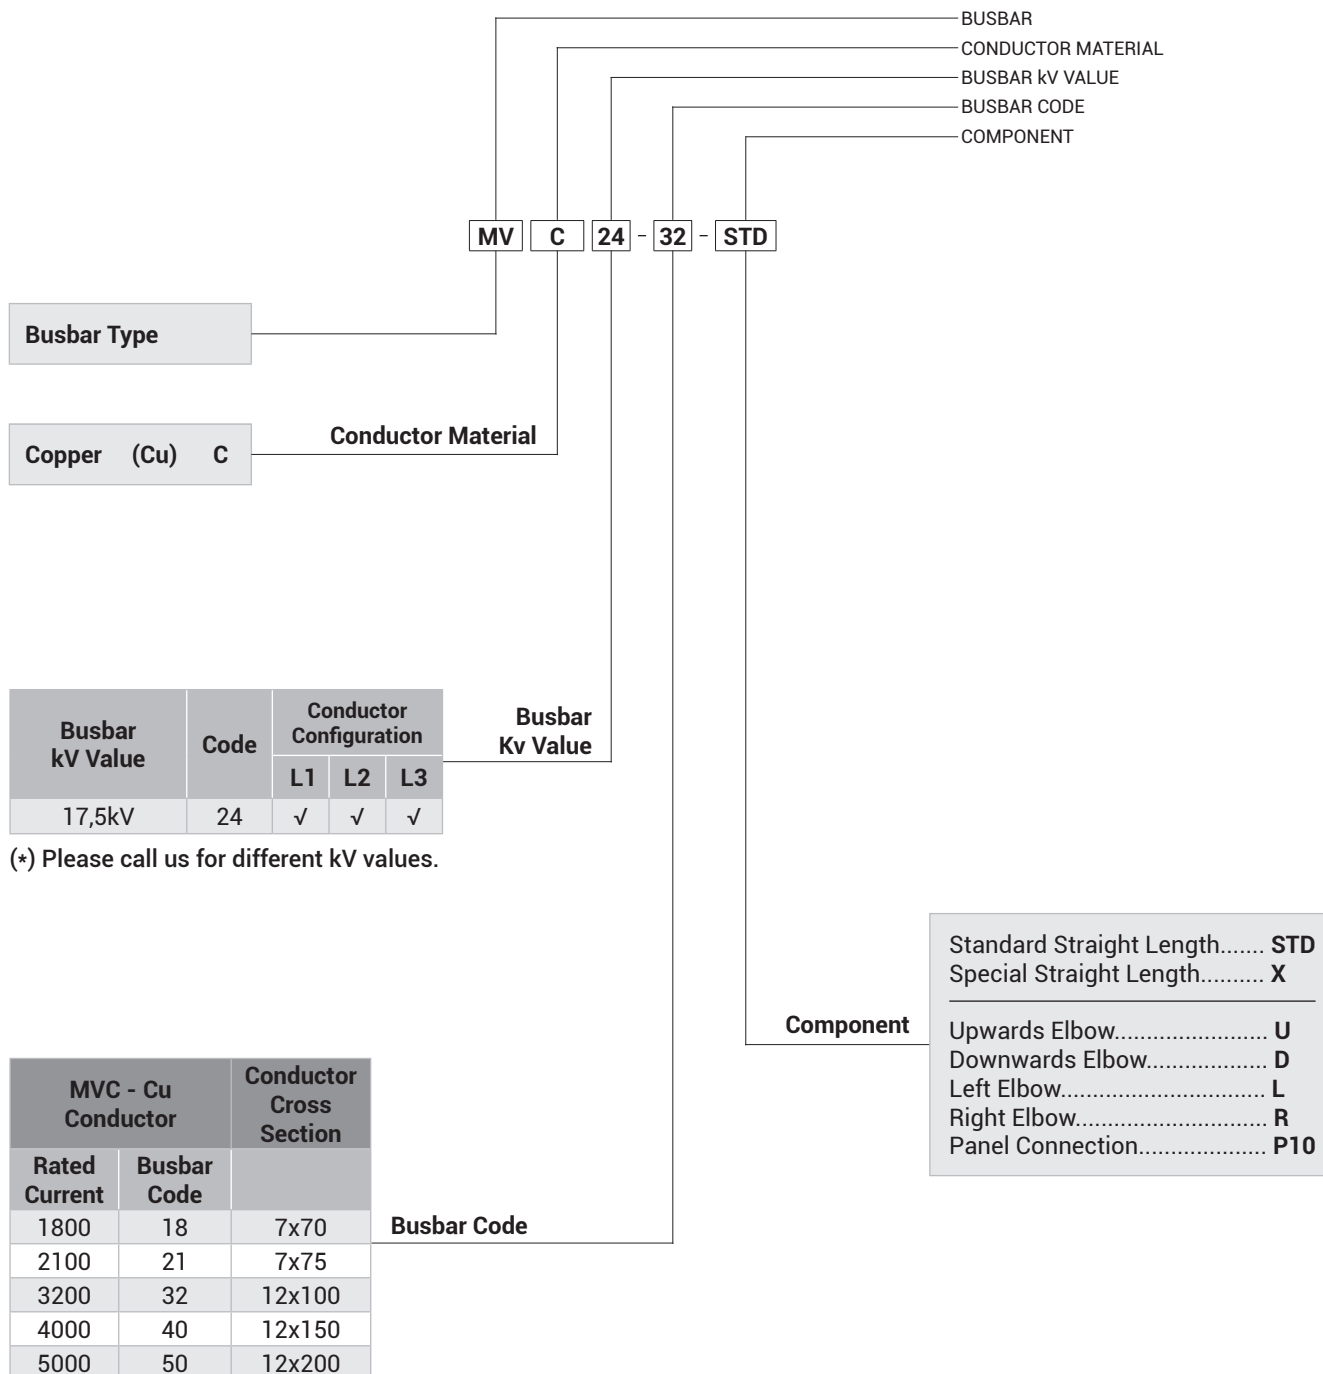 BUSBAR
CONDUCTOR MATERIAL
BUSBAR kV VALUE
BUSBAR CODE
COMPONENT
MV C 24 - 32 - STD
Busbar Type
Conductor Material
Copper (Cu) C
Busbar kV Value Code Conductor Configuration
L1 L2 L3
17,5kV 24 √ √ √
Busbar
Kv Value
(*) Please call us for different kV values.
Standard Straight Length....... STD
Special Straight Length.......... X
Component
Upwards Elbow......................... U
Downwards Elbow.................... D
Left Elbow.................................. L
Right Elbow................................ R
Panel Connection..................... P10
MVC - Cu Conductor Conductor Cross Section
Rated Current Busbar Code
1800 18 7x70
Busbar Code
2100 21 7x75
3200 32 12x100
4000 40 12x150
5000 50 12x200